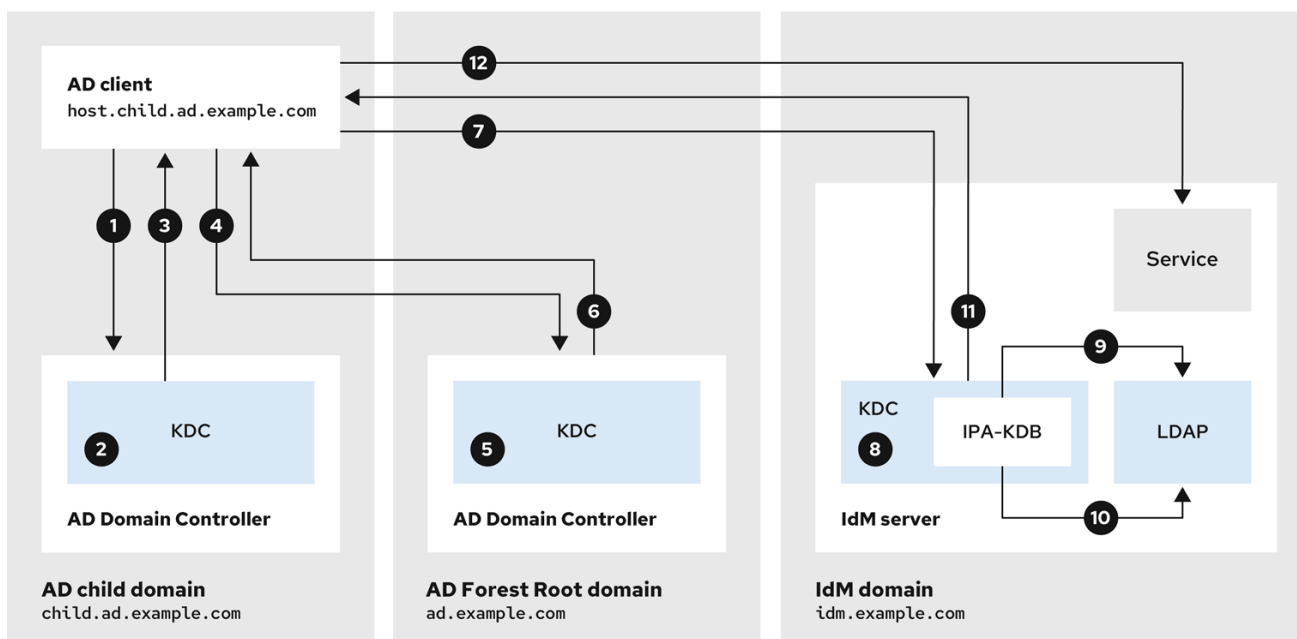 AD client
host.child.ad.example.com
12
7
1
3
4
6
11
9
Service
KDC
2
AD Domain Controller
KDC
5
AD Domain Controller
KDC
8
IPA-KDB
LDAP
10
IdM server
AD child domain
child.ad.example.com
AD Forest Root domain
ad.example.com
IdM domain
idm.example.com